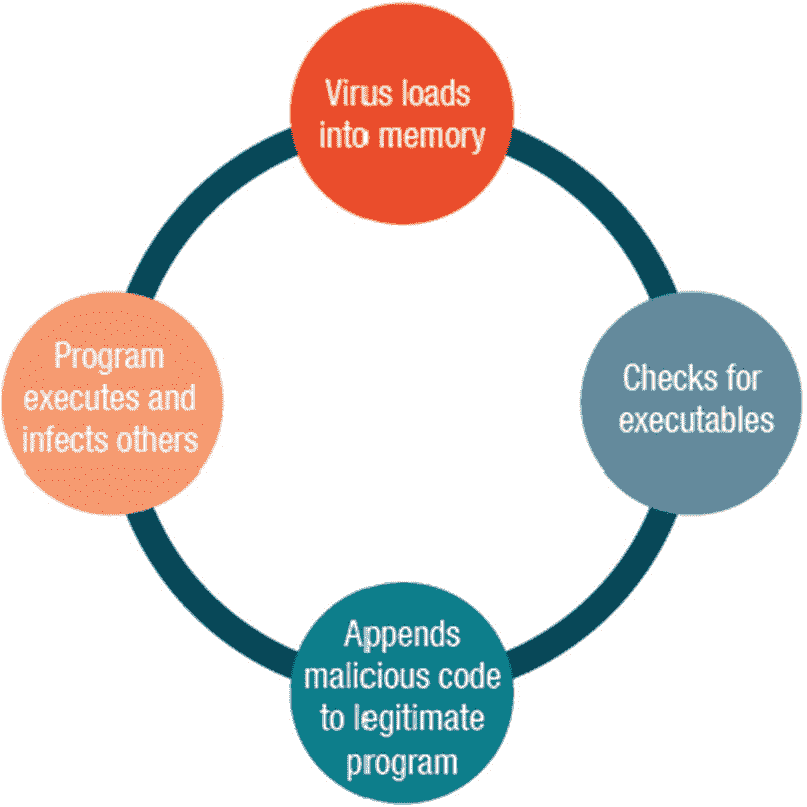 Virus loads
into memory
Checks for
executables
Appends
malicious code
to legitimate
program
Program
executes and
infects others